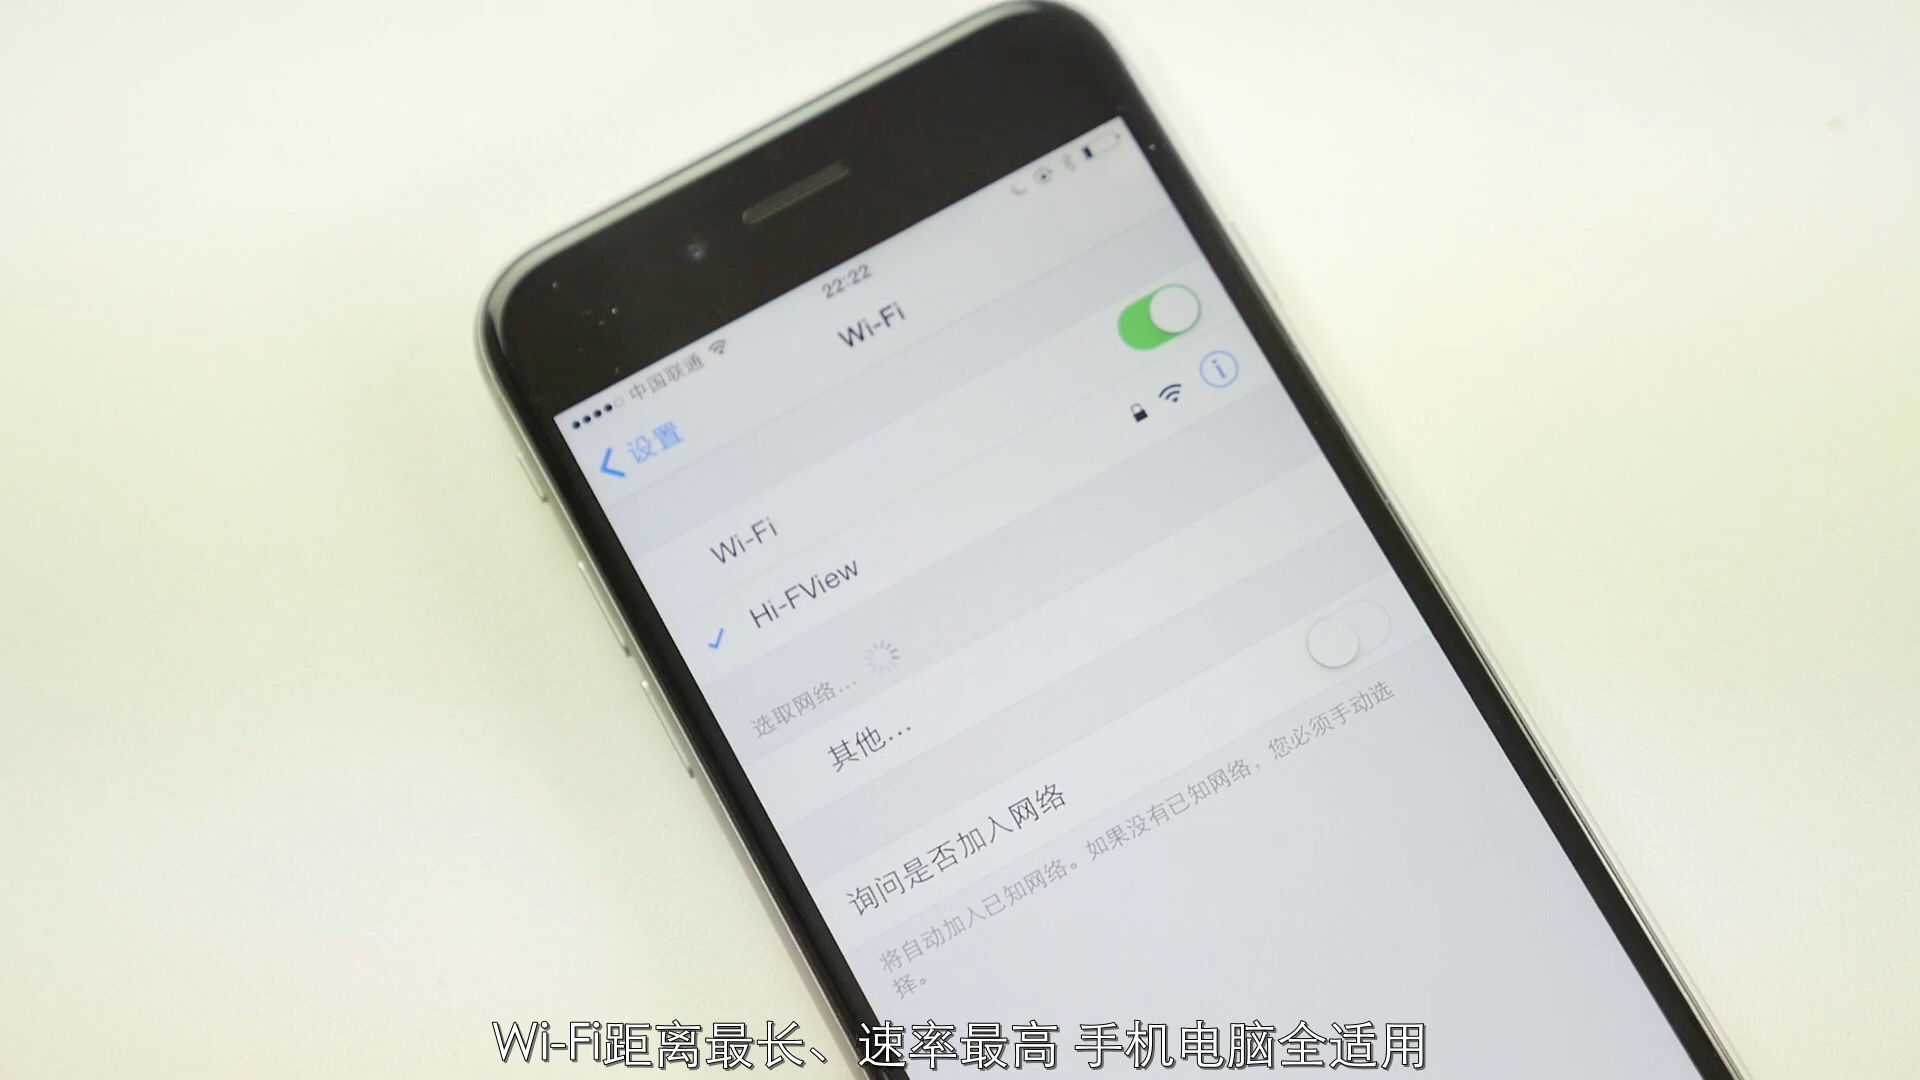 中国联通
22:22
设置
Wi-Fi
Wi-Fi
Hi-FView
选取网络...
其他...
询问是否加入网络
将自动加入已知网络。如果没有已知网络，您必须手动选
择。
Wi-Fi距离最长、速率最高 手机电脑全适用